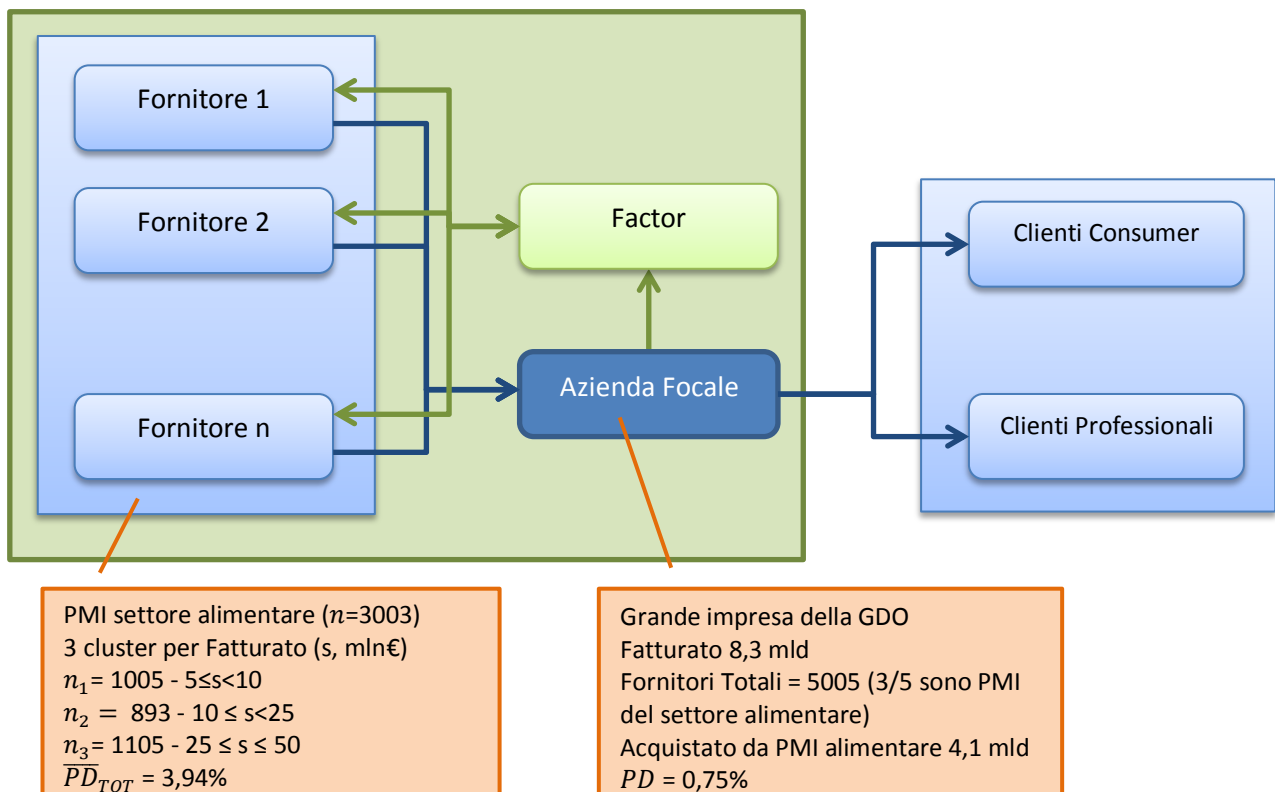 Fornitore 1
Fornitore 2
Fornitore n
Factor
Azienda Focale
Clienti Consumer
Clienti Professionali
PMI settore alimentare (𝑛=3003)
3 cluster per Fatturato (s, mln€)
𝑛₁= 1005 - 5≤s<10
𝑛₂ = 893 - 10 ≤ s<25
𝑛₃= 1105 - 25 ≤ s ≤ 50
P̅D̅_TOT = 3,94%
Grande impresa della GDO
Fatturato 8,3 mld
Fornitori Totali = 5005 (3/5 sono PMI
del settore alimentare)
Acquistato da PMI alimentare 4,1 mld
𝑃𝐷 = 0,75%